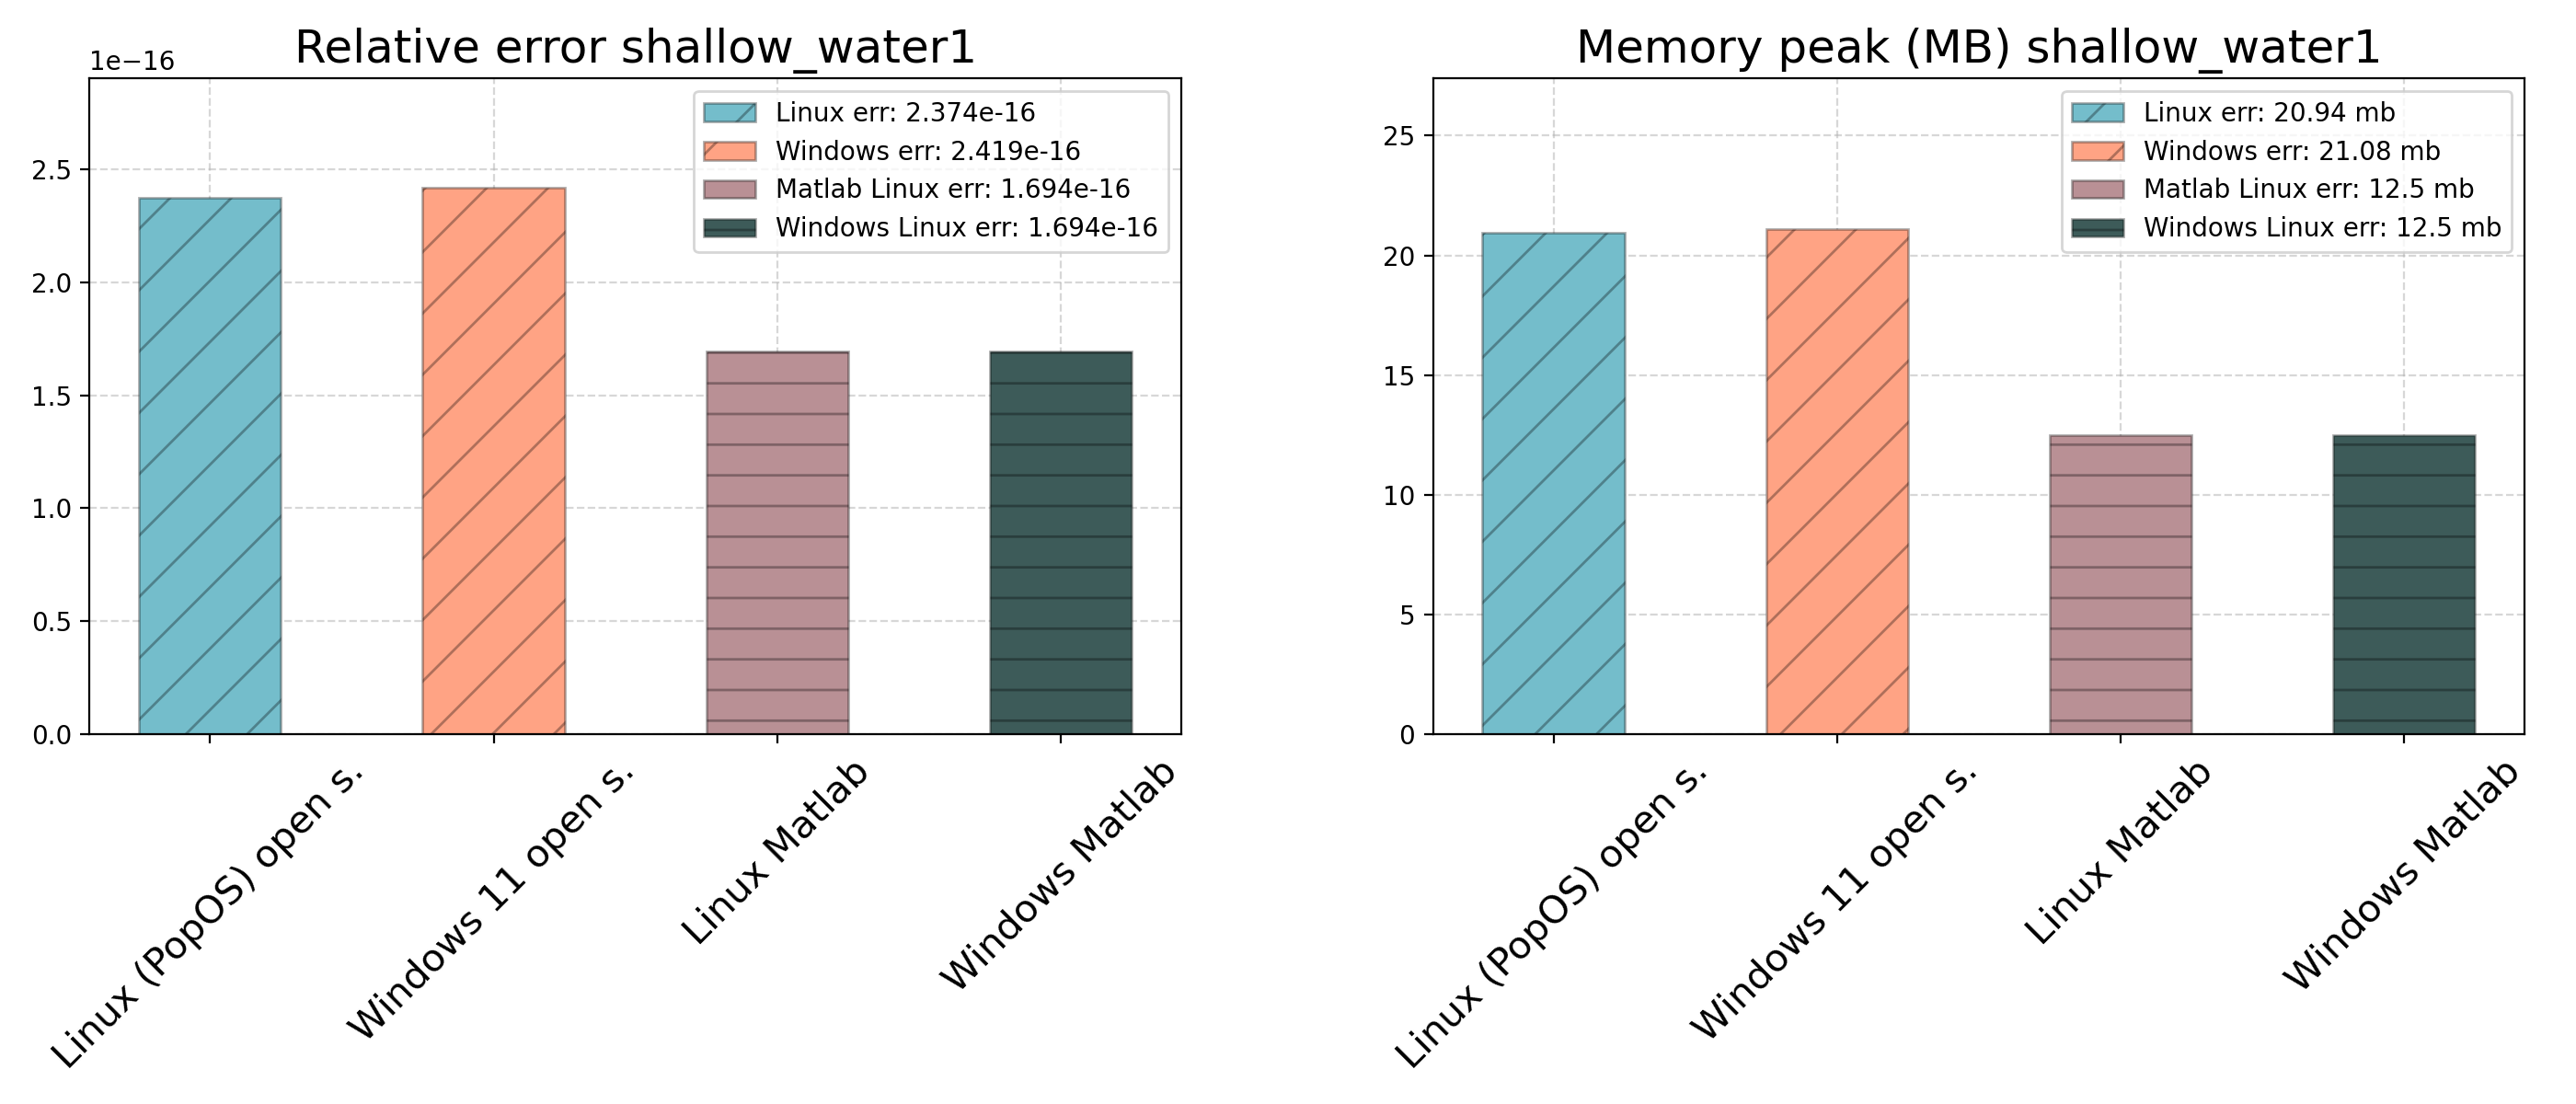 Relative error shallow_water1
1e−16
2.5
2.0
1.5
1.0
0.5
0.0
Linux err: 2.374e-16
Windows err: 2.419e-16
Matlab Linux err: 1.694e-16
Windows Linux err: 1.694e-16
Linux (PopOS) open s.
Windows 11 open s.
Linux Matlab
Windows Matlab
Memory peak (MB) shallow_water1
25
20
15
10
5
0
Linux err: 20.94 mb
Windows err: 21.08 mb
Matlab Linux err: 12.5 mb
Windows Linux err: 12.5 mb
Linux (PopOS) open s.
Windows 11 open s.
Linux Matlab
Windows Matlab